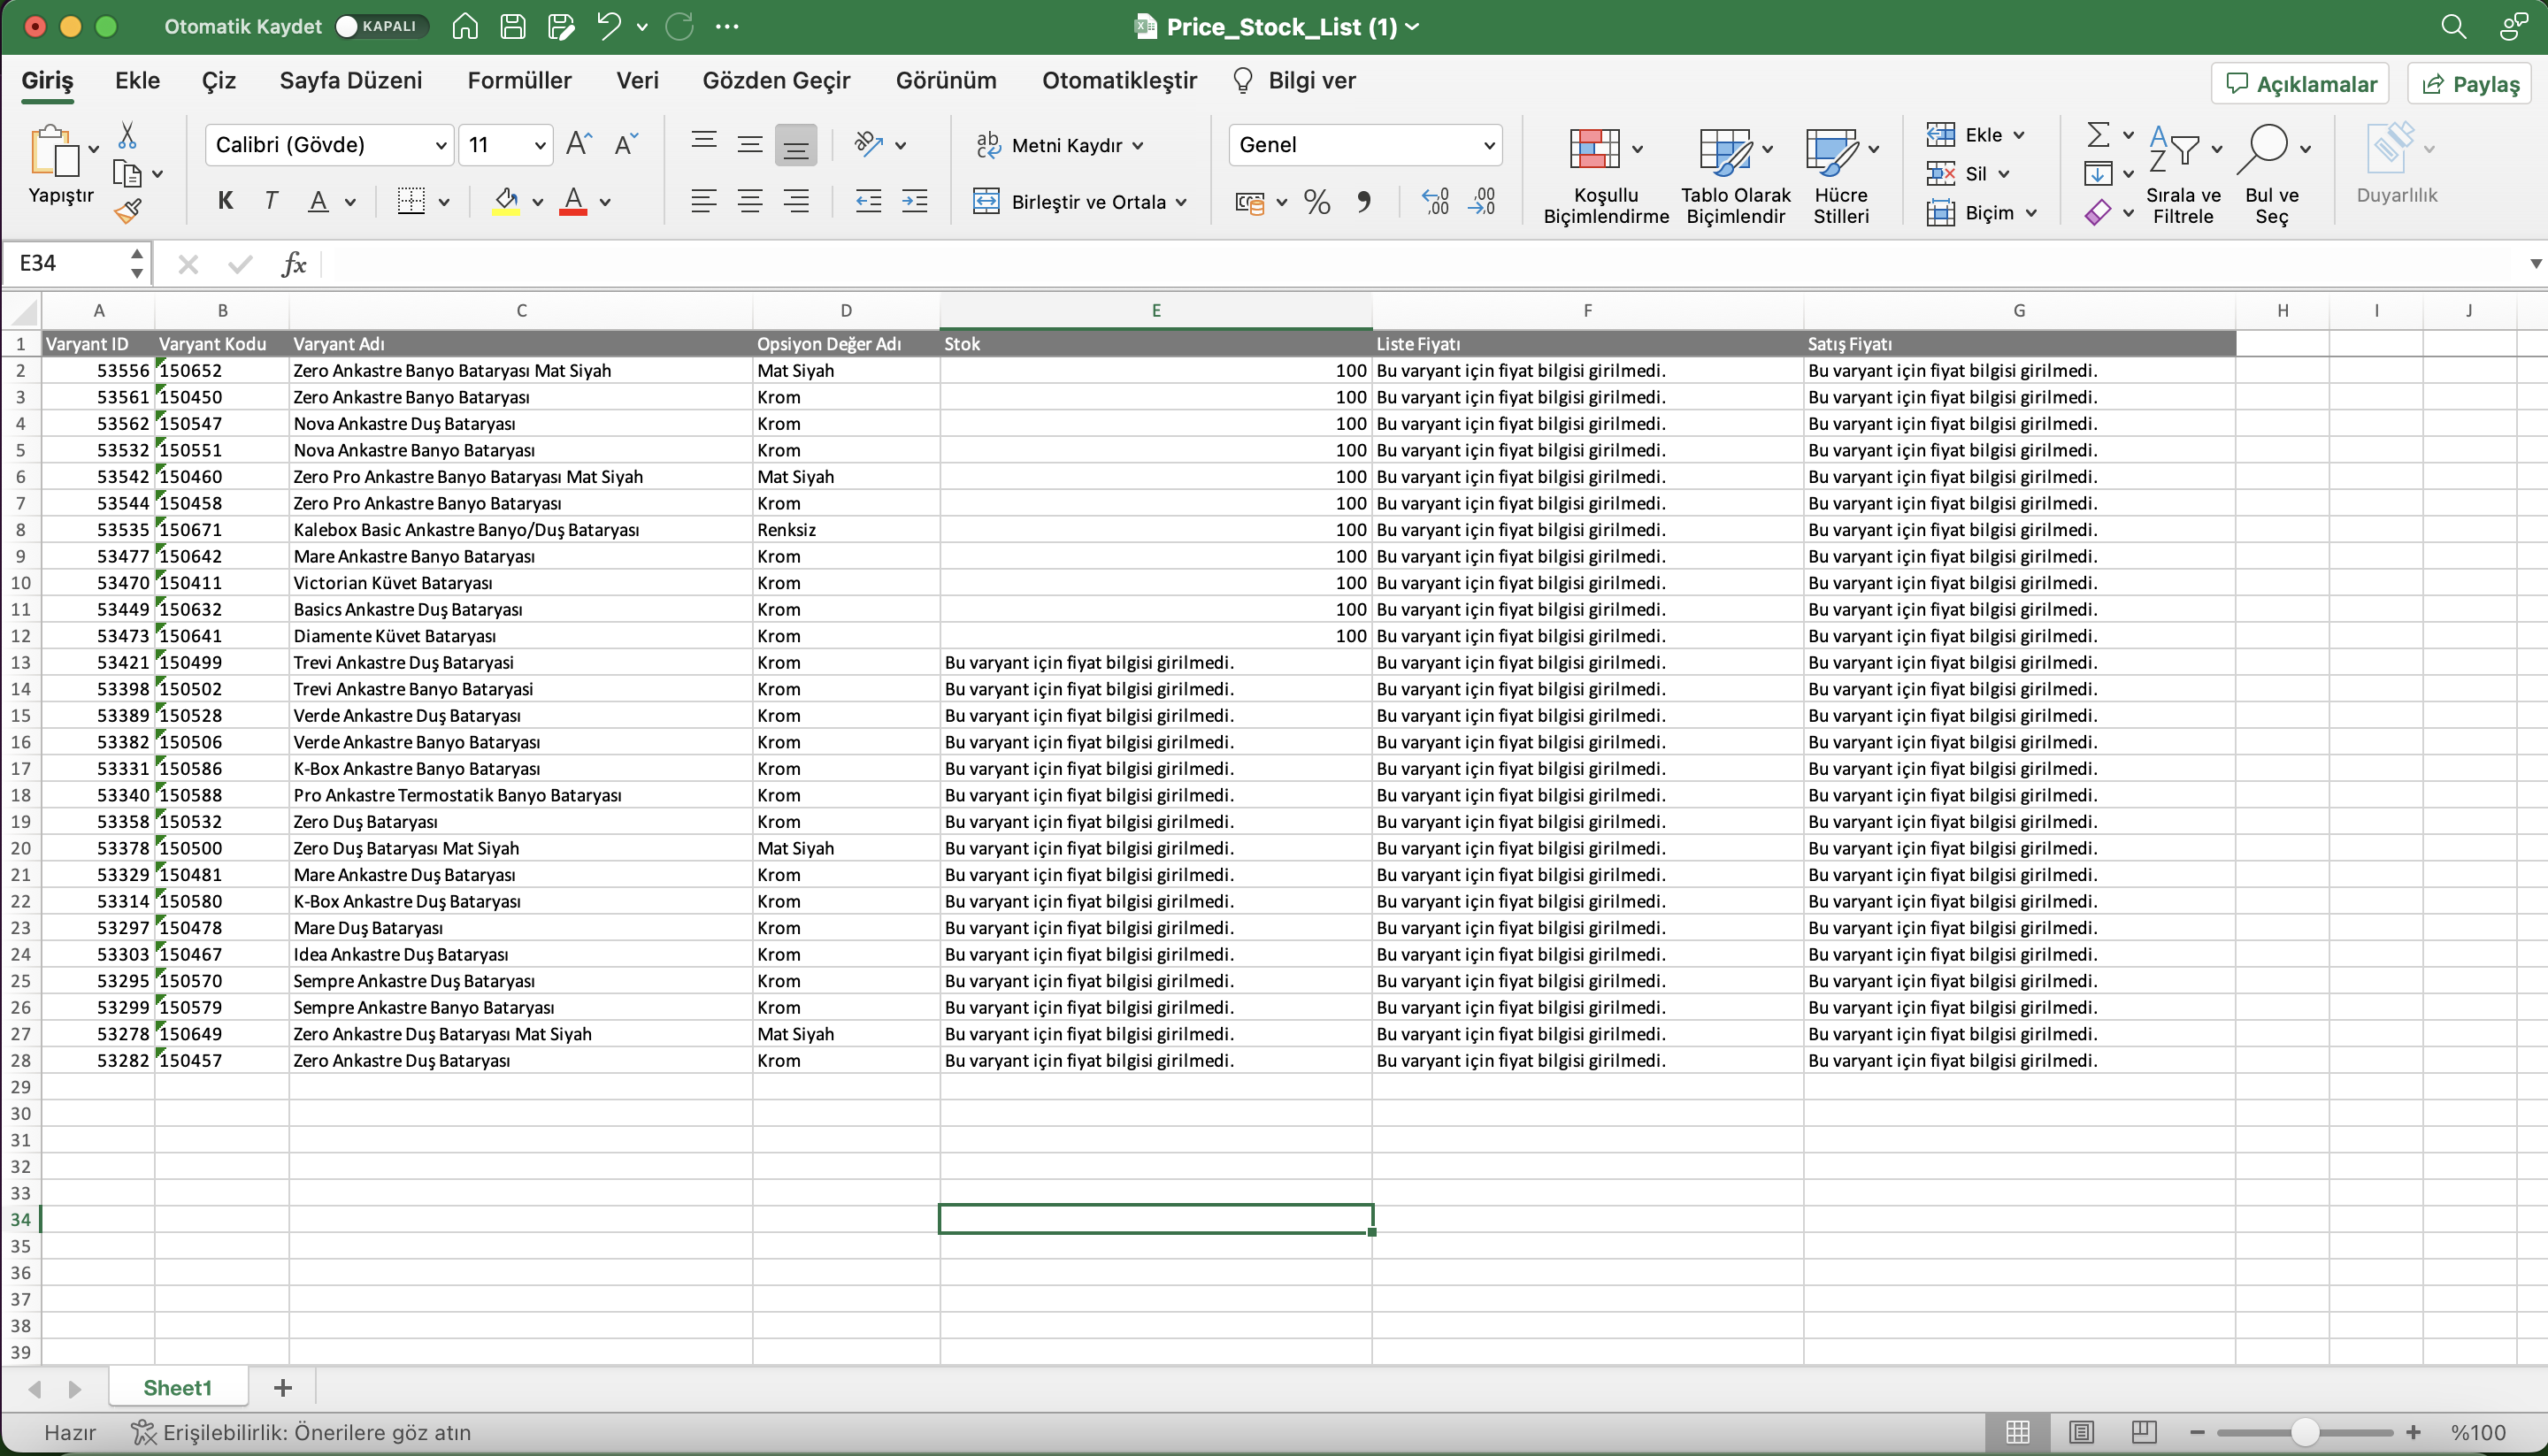 Otomatik Kaydet KAPALI Price_Stock_List (1)
Giriş Ekle Çiz Sayfa Düzeni Formüller Veri Gözden Geçir Görünüm Otomatikleştir Bilgi ver Açıklamalar Paylaş
Yapıştır Calibri (Gövde) 11 Metni Kaydır Genel Koşullu Biçimlendirme Tablo Olarak Biçimlendir Hücre Stilleri Ekle Sırala ve Filtrele Bul ve Seç Duyarlılık
K T A Birleştir ve Ortala % Sil
Biçim
E34 fx
A B C D E F G H I J
1 Varyant ID Varyant Kodu Varyant Adı Opsiyon Değer Adı Stok Liste Fiyatı Satış Fiyatı
2 53556 150652 Zero Ankastre Banyo Bataryası Mat Siyah Mat Siyah 100 Bu varyant için fiyat bilgisi girilmedi. Bu varyant için fiyat bilgisi girilmedi.
3 53561 150450 Zero Ankastre Banyo Bataryası Krom 100 Bu varyant için fiyat bilgisi girilmedi. Bu varyant için fiyat bilgisi girilmedi.
4 53562 150547 Nova Ankastre Duş Bataryası Krom 100 Bu varyant için fiyat bilgisi girilmedi. Bu varyant için fiyat bilgisi girilmedi.
5 53532 150551 Nova Ankastre Banyo Bataryası Krom 100 Bu varyant için fiyat bilgisi girilmedi. Bu varyant için fiyat bilgisi girilmedi.
6 53542 150460 Zero Pro Ankastre Banyo Bataryası Mat Siyah Mat Siyah 100 Bu varyant için fiyat bilgisi girilmedi. Bu varyant için fiyat bilgisi girilmedi.
7 53544 150458 Zero Pro Ankastre Banyo Bataryası Krom 100 Bu varyant için fiyat bilgisi girilmedi. Bu varyant için fiyat bilgisi girilmedi.
8 53535 150671 Kalebox Basic Ankastre Banyo/Duş Bataryası Renksiz 100 Bu varyant için fiyat bilgisi girilmedi. Bu varyant için fiyat bilgisi girilmedi.
9 53477 150642 Mare Ankastre Banyo Bataryası Krom 100 Bu varyant için fiyat bilgisi girilmedi. Bu varyant için fiyat bilgisi girilmedi.
10 53470 150411 Victorian Küvet Bataryası Krom 100 Bu varyant için fiyat bilgisi girilmedi. Bu varyant için fiyat bilgisi girilmedi.
11 53449 150632 Basics Ankastre Duş Bataryası Krom 100 Bu varyant için fiyat bilgisi girilmedi. Bu varyant için fiyat bilgisi girilmedi.
12 53473 150641 Diamente Küvet Bataryası Krom 100 Bu varyant için fiyat bilgisi girilmedi. Bu varyant için fiyat bilgisi girilmedi.
13 53421 150499 Trevi Ankastre Duş Bataryasi Krom Bu varyant için fiyat bilgisi girilmedi. Bu varyant için fiyat bilgisi girilmedi. Bu varyant için fiyat bilgisi girilmedi.
14 53398 150502 Trevi Ankastre Banyo Bataryasi Krom Bu varyant için fiyat bilgisi girilmedi. Bu varyant için fiyat bilgisi girilmedi. Bu varyant için fiyat bilgisi girilmedi.
15 53389 150528 Verde Ankastre Duş Bataryası Krom Bu varyant için fiyat bilgisi girilmedi. Bu varyant için fiyat bilgisi girilmedi. Bu varyant için fiyat bilgisi girilmedi.
16 53382 150506 Verde Ankastre Banyo Bataryası Krom Bu varyant için fiyat bilgisi girilmedi. Bu varyant için fiyat bilgisi girilmedi. Bu varyant için fiyat bilgisi girilmedi.
17 53331 150586 K-Box Ankastre Banyo Bataryası Krom Bu varyant için fiyat bilgisi girilmedi. Bu varyant için fiyat bilgisi girilmedi. Bu varyant için fiyat bilgisi girilmedi.
18 53340 150588 Pro Ankastre Termostatik Banyo Bataryası Krom Bu varyant için fiyat bilgisi girilmedi. Bu varyant için fiyat bilgisi girilmedi. Bu varyant için fiyat bilgisi girilmedi.
19 53358 150532 Zero Duş Bataryası Krom Bu varyant için fiyat bilgisi girilmedi. Bu varyant için fiyat bilgisi girilmedi. Bu varyant için fiyat bilgisi girilmedi.
20 53378 150500 Zero Duş Bataryası Mat Siyah Mat Siyah Bu varyant için fiyat bilgisi girilmedi. Bu varyant için fiyat bilgisi girilmedi. Bu varyant için fiyat bilgisi girilmedi.
21 53329 150481 Mare Ankastre Duş Bataryası Krom Bu varyant için fiyat bilgisi girilmedi. Bu varyant için fiyat bilgisi girilmedi. Bu varyant için fiyat bilgisi girilmedi.
22 53314 150580 K-Box Ankastre Duş Bataryası Krom Bu varyant için fiyat bilgisi girilmedi. Bu varyant için fiyat bilgisi girilmedi. Bu varyant için fiyat bilgisi girilmedi.
23 53297 150478 Mare Duş Bataryası Krom Bu varyant için fiyat bilgisi girilmedi. Bu varyant için fiyat bilgisi girilmedi. Bu varyant için fiyat bilgisi girilmedi.
24 53303 150467 Idea Ankastre Duş Bataryası Krom Bu varyant için fiyat bilgisi girilmedi. Bu varyant için fiyat bilgisi girilmedi. Bu varyant için fiyat bilgisi girilmedi.
25 53295 150570 Sempre Ankastre Duş Bataryası Krom Bu varyant için fiyat bilgisi girilmedi. Bu varyant için fiyat bilgisi girilmedi. Bu varyant için fiyat bilgisi girilmedi.
26 53299 150579 Sempre Ankastre Banyo Bataryası Krom Bu varyant için fiyat bilgisi girilmedi. Bu varyant için fiyat bilgisi girilmedi. Bu varyant için fiyat bilgisi girilmedi.
27 53278 150649 Zero Ankastre Duş Bataryası Mat Siyah Mat Siyah Bu varyant için fiyat bilgisi girilmedi. Bu varyant için fiyat bilgisi girilmedi. Bu varyant için fiyat bilgisi girilmedi.
28 53282 150457 Zero Ankastre Duş Bataryası Krom Bu varyant için fiyat bilgisi girilmedi. Bu varyant için fiyat bilgisi girilmedi. Bu varyant için fiyat bilgisi girilmedi.
29
30
31
32
33
34
35
36
37
38
39
Sheet1 +
Hazır Erişilebilirlik: Önerilere göz atın %100